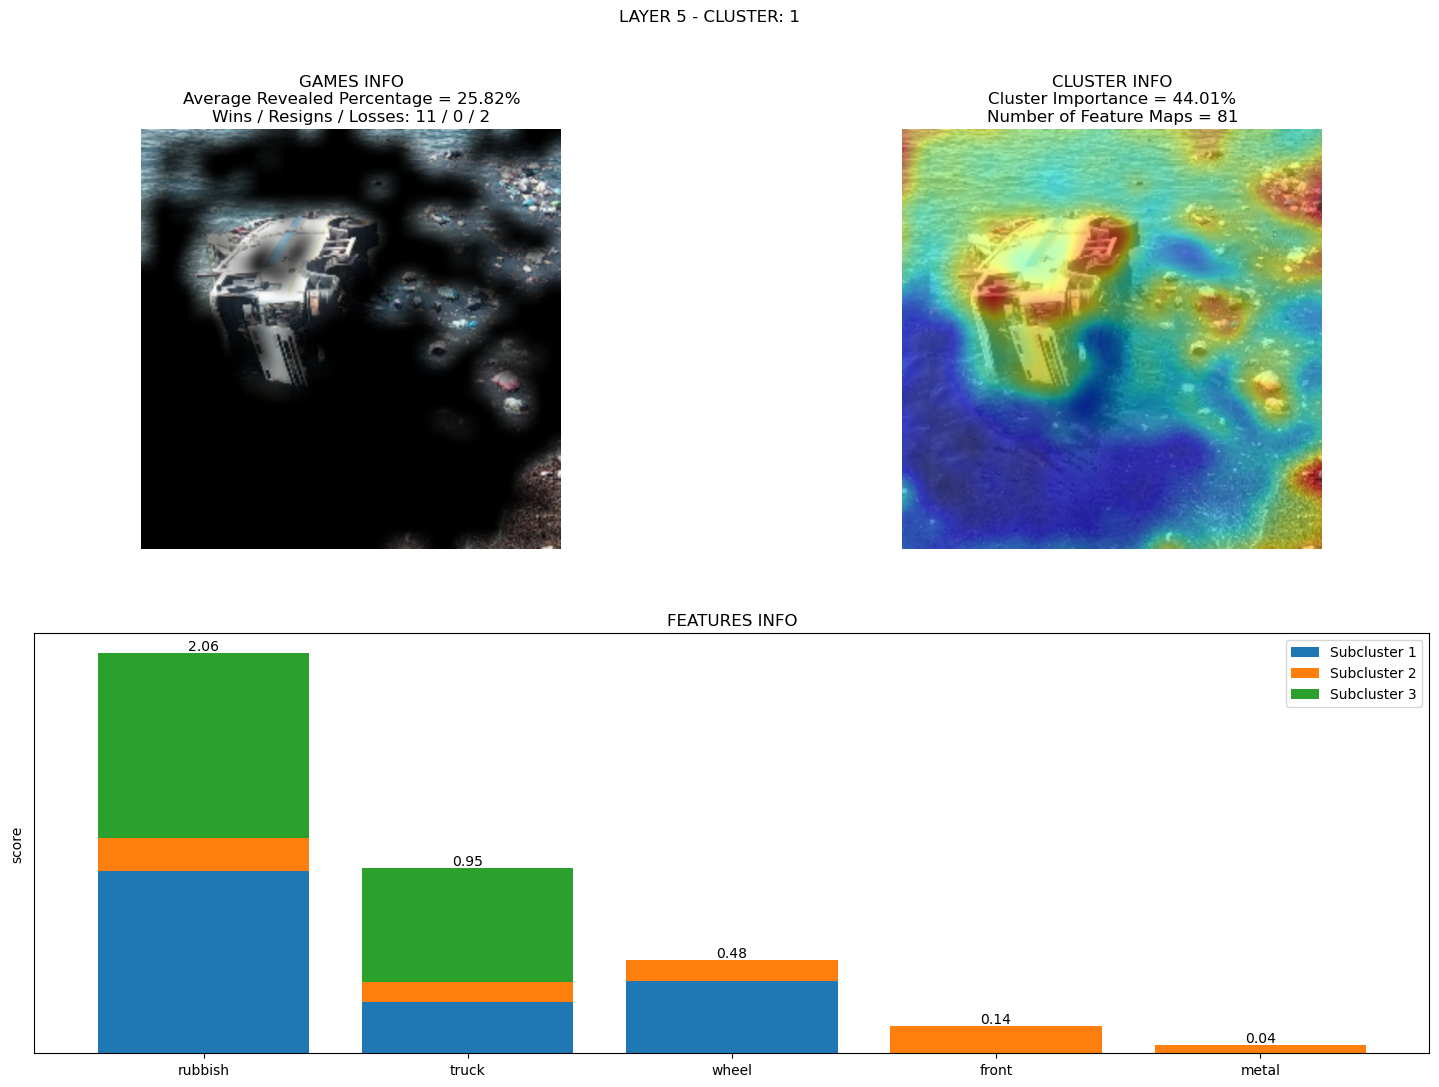 LAYER 5 - CLUSTER: 1
GAMES INFO
Average Revealed Percentage = 25.82%
Wins / Resigns / Losses: 11 / 0 / 2
CLUSTER INFO
Cluster Importance = 44.01%
Number of Feature Maps = 81
FEATURES INFO
score
2.06
0.95
0.48
0.14
0.04
Subcluster 1
Subcluster 2
Subcluster 3
rubbish
truck
wheel
front
metal